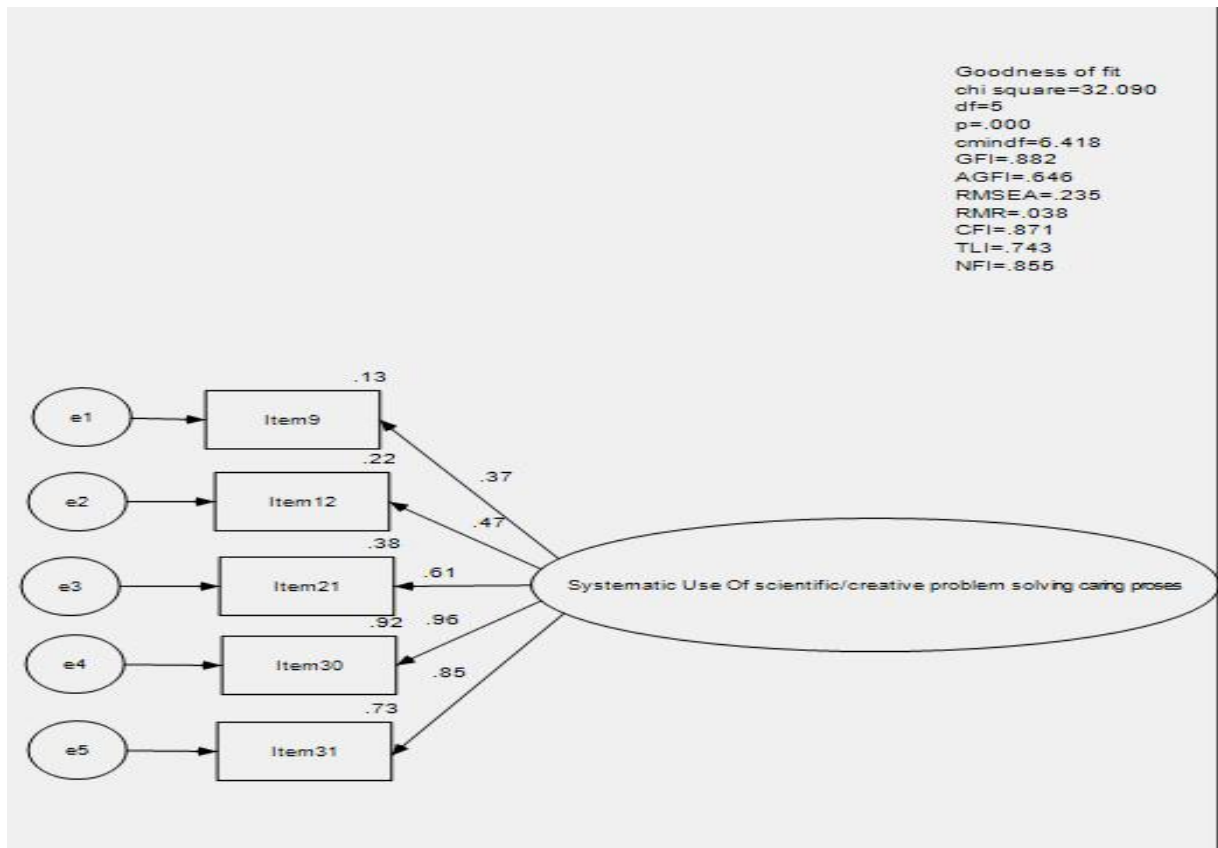 Goodness of fit
chi square=32.090
df=5
p=.000
cmindf=6.418
GFI=.882
AGFI=.646
RMSEA=.235
RMR=.038
CFI=.871
TLI=.743
NFI=.855
.13
e1
Item9
.37
.22
e2
Item12
.47
.38
e3
Item21
.61
Systematic Use Of scientific/creative problem solving caring proses
.92
.96
e4
Item30
.85
.73
e5
Item31